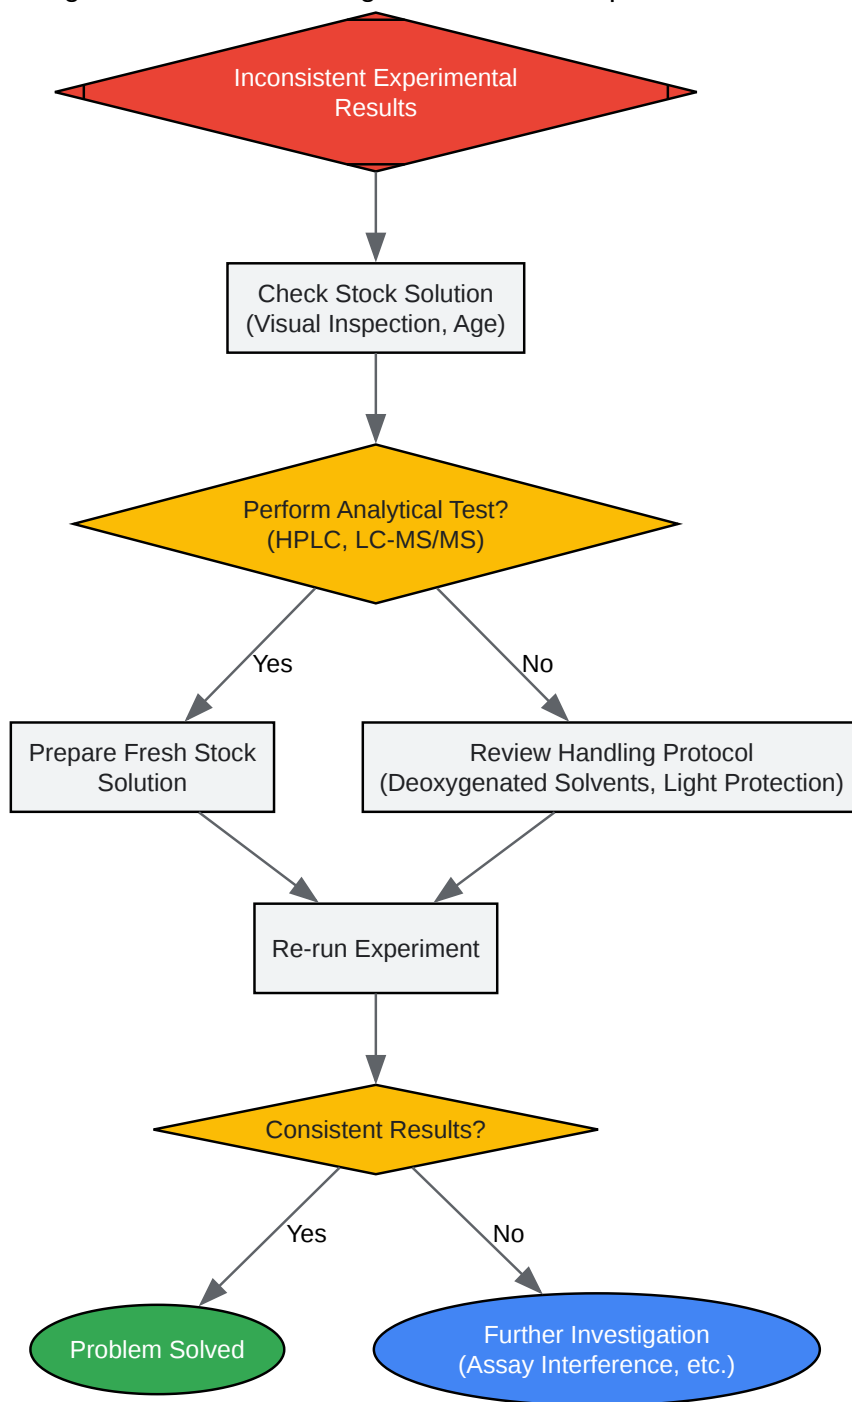 Inconsistent Experimental
Results
Check Stock Solution
(Visual Inspection, Age)
Perform Analytical Test?
(HPLC, LC-MS/MS)
Yes
No
Prepare Fresh Stock
Solution
Review Handling Protocol
(Deoxygenated Solvents, Light Protection)
Re-run Experiment
Consistent Results?
Yes
No
Problem Solved
Further Investigation
(Assay Interference, etc.)